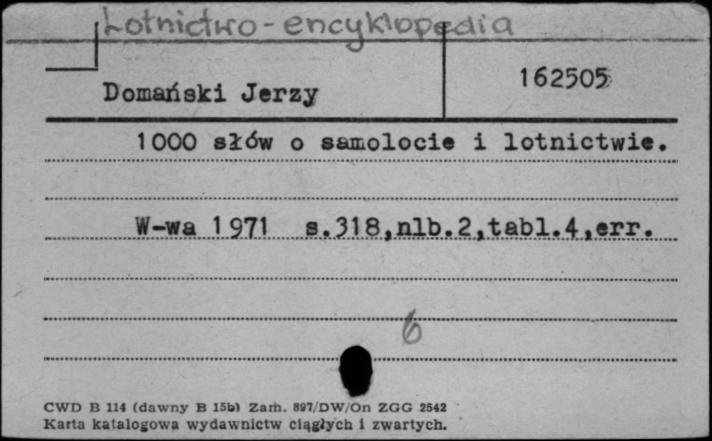 Lotnictwo - encyklopedia
Domański Jerzy
162505
1000 słów o samolocie i lotnictwie.
W-wa 1971 s.318,nlb.2,tabl.4,err.
6
CWD B 114 (dawny B 15b) Zam. 897/DW/On ZGG 2542
Karta katalogowa wydawnictw ciągłych i zwartych.